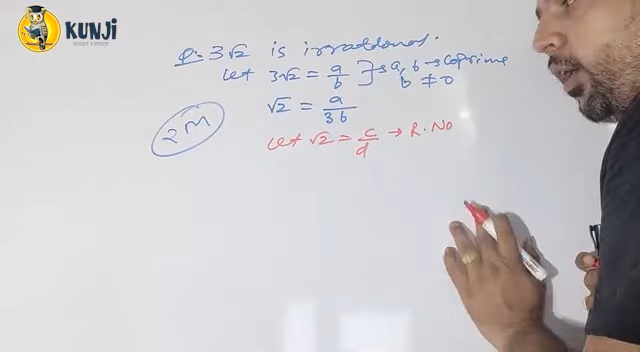 KUNJI
Q: 3√2 is irrational.
Let 3√2 = a/b } a, b → Coprime
b ≠ 0
√2 = a/3b
2M
Let √2 = c/d → R. No